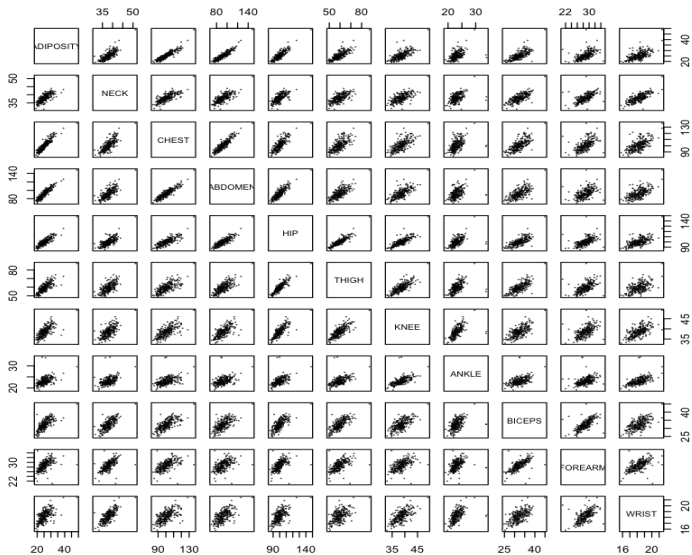 35 50 80 140 50 80 20 30 22 30
ADIPOSITY 20 40
35 50 NECK
CHEST 90 130
80 140 ABDOMEN
HIP 90 140
50 80 THIGH
KNEE 35 45
20 30 ANKLE
BICEPS 25 40
22 30 FOREARM
WRIST 16 20
20 40 90 130 90 140 35 45 25 40 16 20